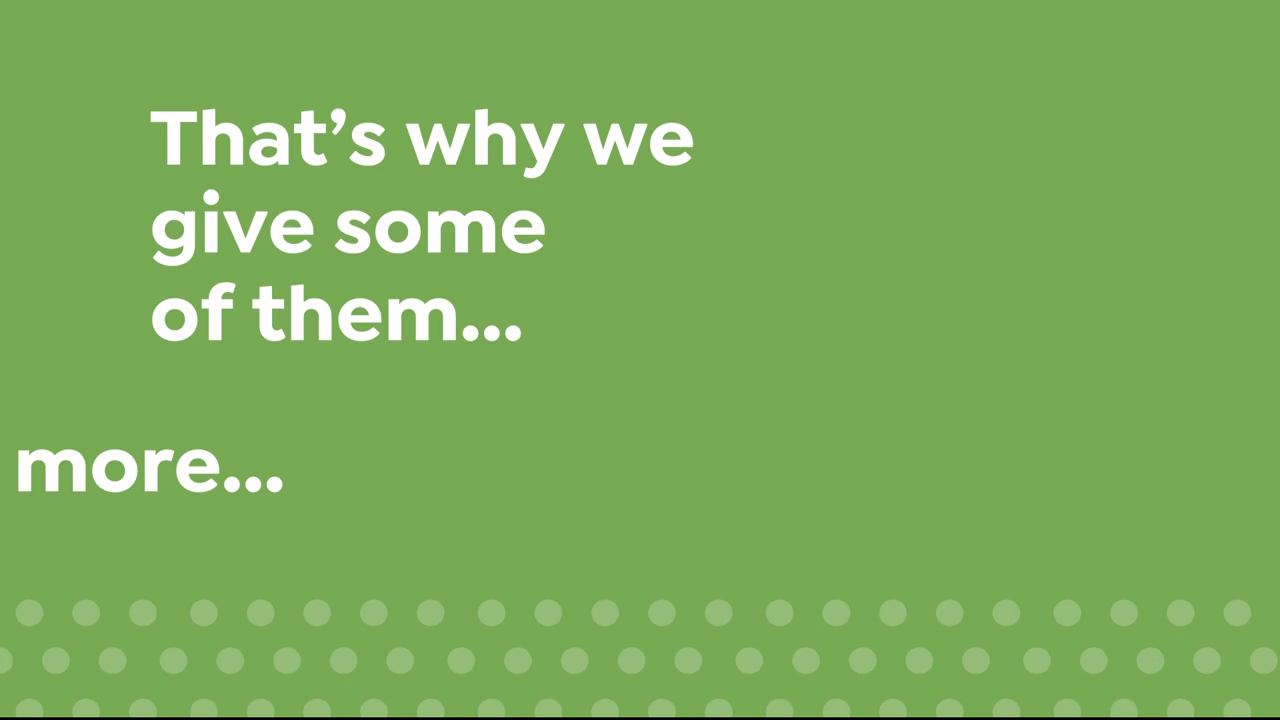 That’s why we
give some
of them...
more...